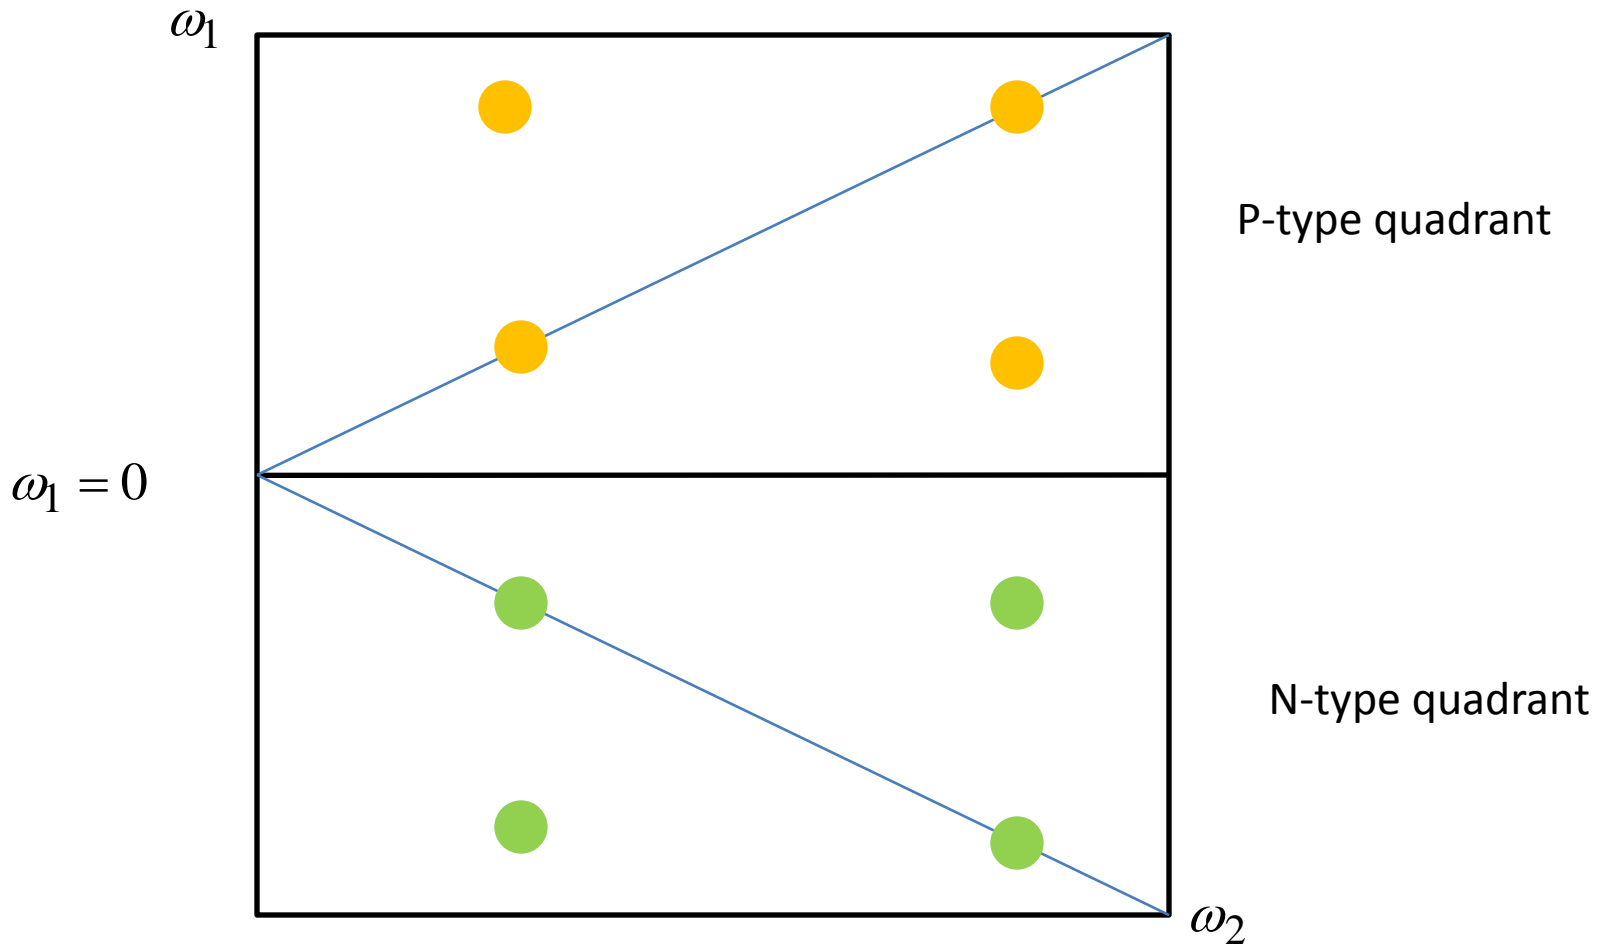 ω₁
P-type quadrant
ω₁ = 0
N-type quadrant
ω₂